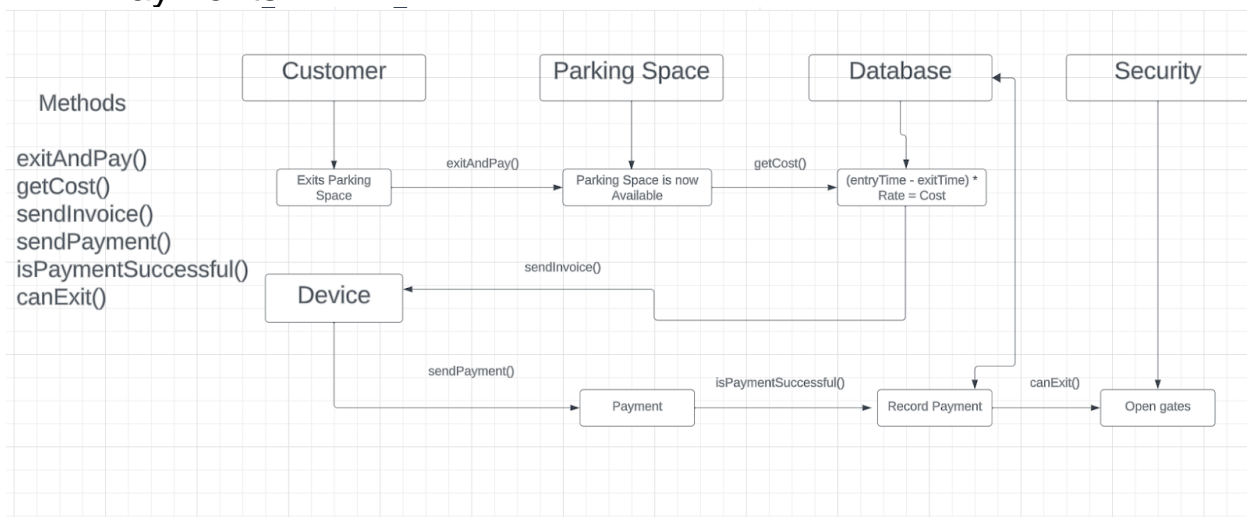 Customer
Parking Space
Database
Security
Methods
exitAndPay()
getCost()
sendInvoice()
sendPayment()
isPaymentSuccessful()
canExit()
Exits Parking
Space
exitAndPay()
Parking Space is now
Available
getCost()
(entryTime - exitTime) *
Rate = Cost
sendInvoice()
Device
sendPayment()
Payment
isPaymentSuccessful()
Record Payment
canExit()
Open gates